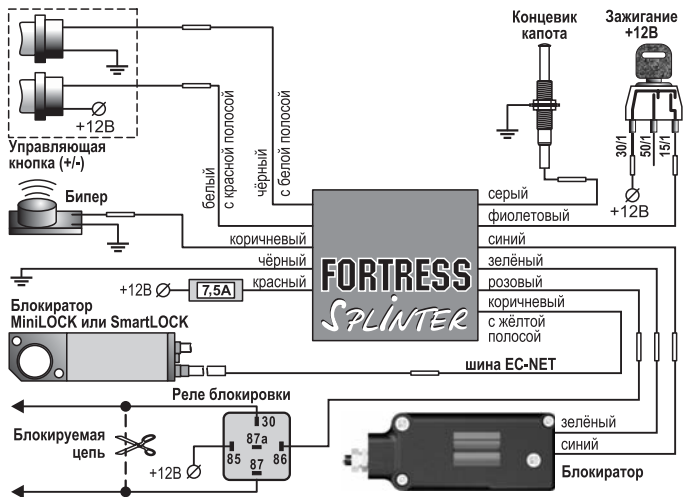 Концевик
капота
Зажигание
+12В
+12В
Управляющая
кнопка (+/-)
белый
с красной полосой
чёрный
с белой полосой
30/1
50/1
15/1
+12В
Бипер
серый
фиолетовый
коричневый
синий
чёрный
зелёный
+12В
7,5А
красный
розовый
коричневый
с жёлтой
полосой
FORTRESS
SPLINTER
Блокиратор
MiniLOCK или SmartLOCK
шина EC-NET
Реле блокировки
30
87а
85
86
87
Блокируемая
цепь
+12В
зелёный
синий
Блокиратор